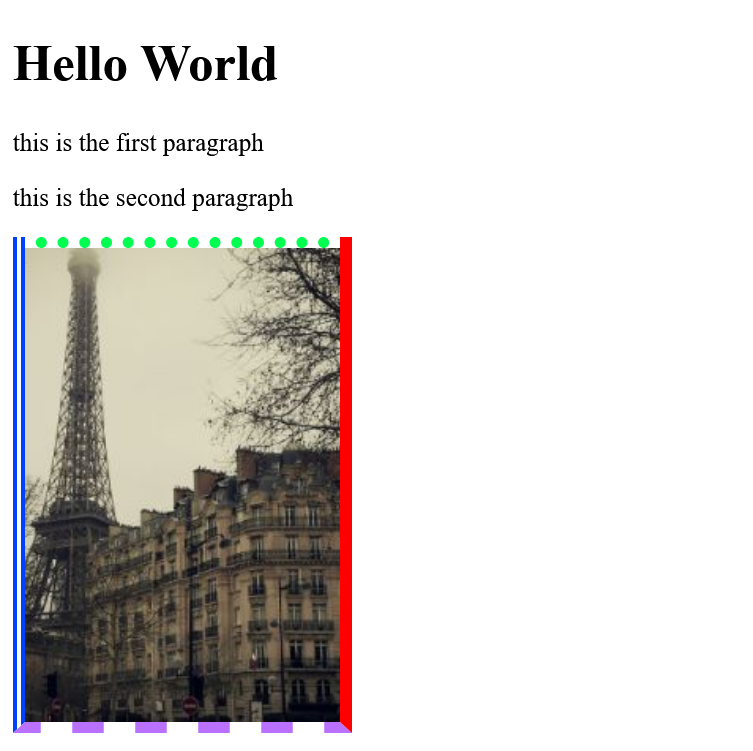 Hello World
this is the first paragraph
this is the second paragraph